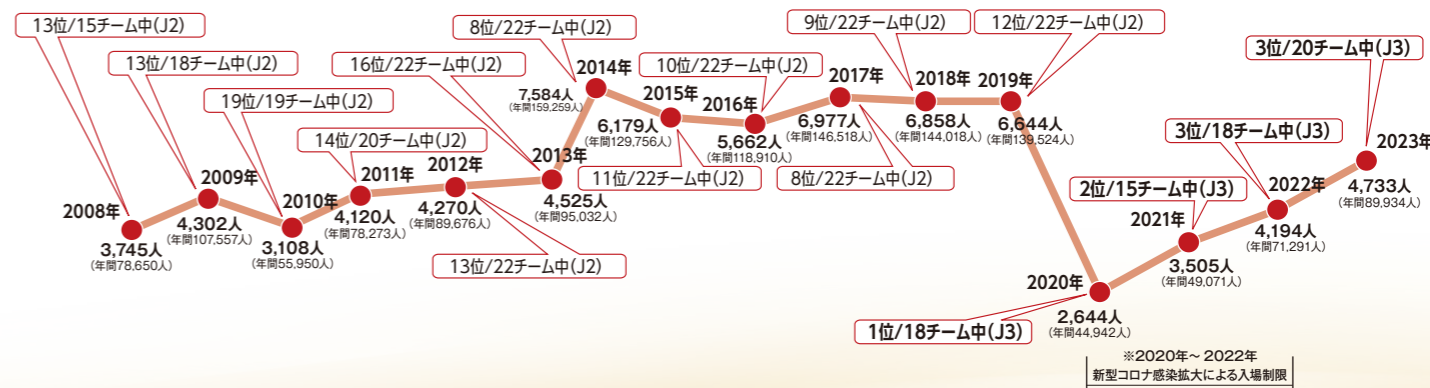 13位/15チーム中(J2)
2008年
3,745人
(年間78,650人)
13位/18チーム中(J2)
2009年
4,302人
(年間107,557人)
19位/19チーム中(J2)
2010年
3,108人
(年間55,950人)
14位/20チーム中(J2)
2011年
4,120人
(年間78,273人)
2012年
4,270人
(年間89,676人)
13位/22チーム中(J2)
16位/22チーム中(J2)
2013年
4,525人
(年間95,032人)
8位/22チーム中(J2)
2014年
7,584人
(年間159,259人)
2015年
6,179人
(年間129,756人)
11位/22チーム中(J2)
10位/22チーム中(J2)
2016年
5,662人
(年間118,910人)
2017年
6,977人
(年間146,518人)
8位/22チーム中(J2)
9位/22チーム中(J2)
2018年
6,858人
(年間144,018人)
12位/22チーム中(J2)
2019年
6,644人
(年間139,524人)
2020年
2,644人
(年間44,942人)
1位/18チーム中(J3)
2位/15チーム中(J3)
2021年
3,505人
(年間49,071人)
3位/18チーム中(J3)
2022年
4,194人
(年間71,291人)
3位/20チーム中(J3)
2023年
4,733人
(年間89,934人)
※2020年〜2022年
新型コロナ感染拡大による入場制限